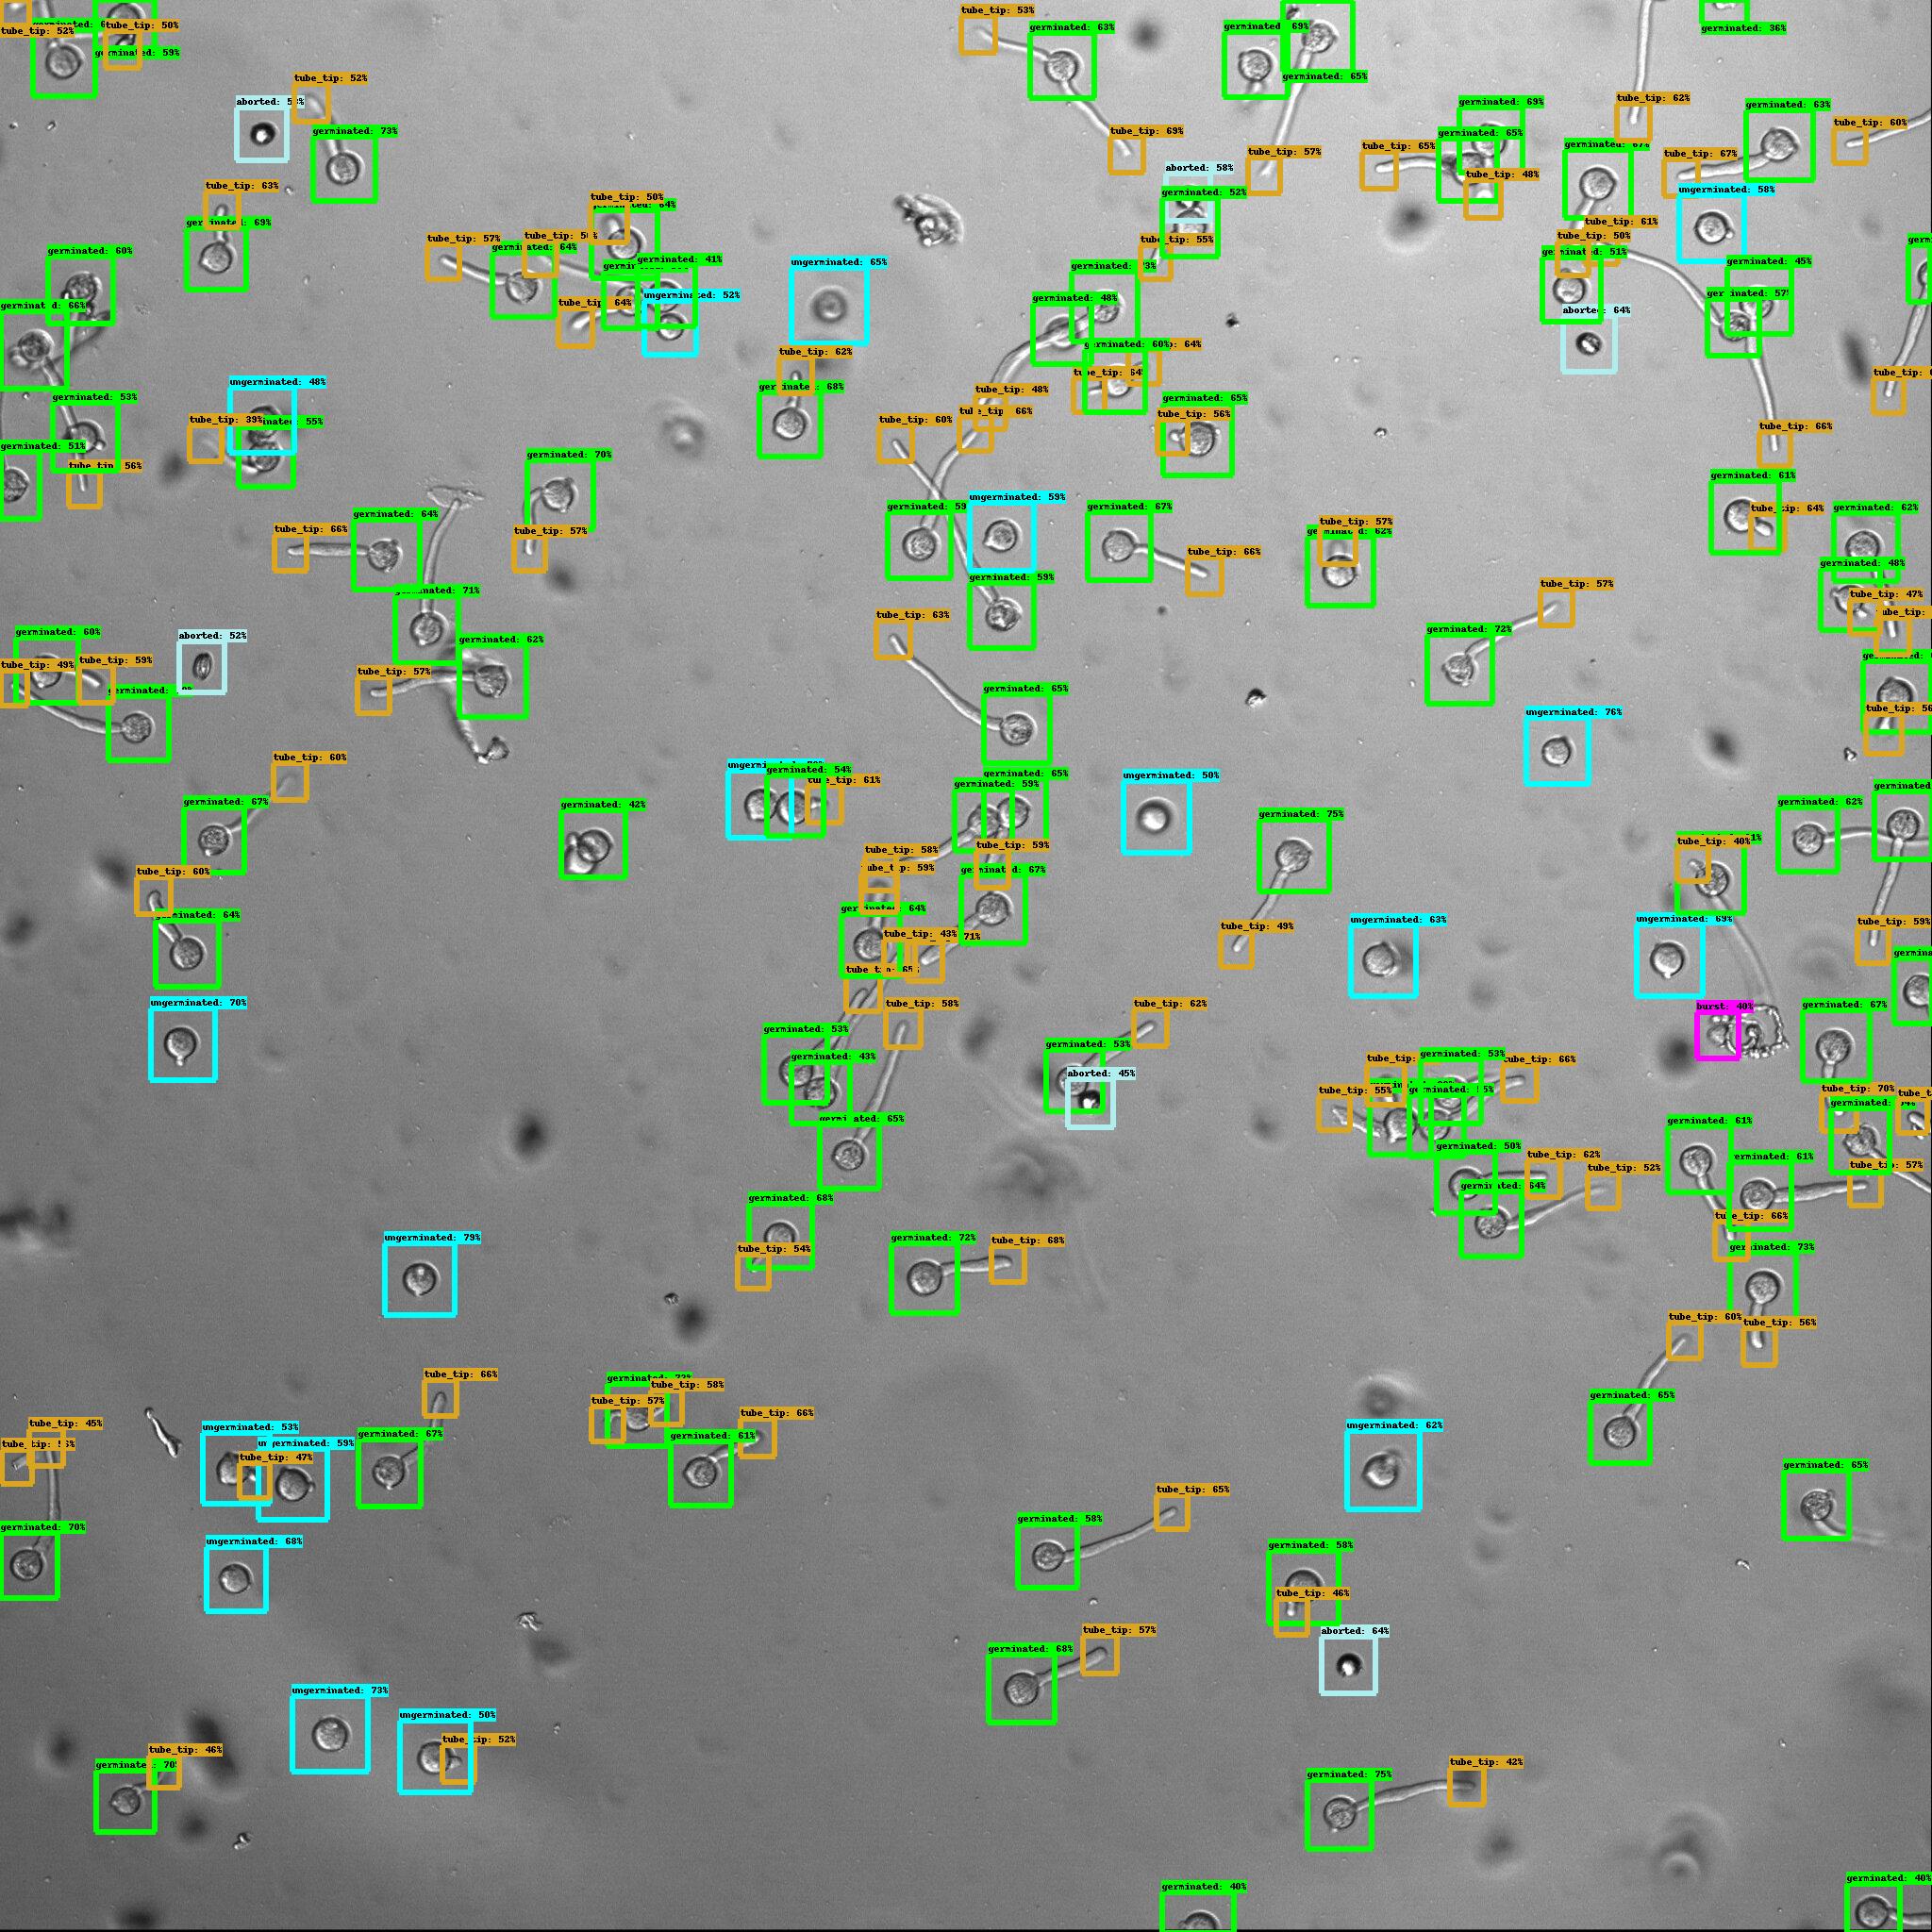 tube_tip: 53%
tube_tip: 50%
tube_tip: 52%
germinated: 59%
germinated: 63%
germinated: 69%
germinated: 36%
germinated: 65%
tube_tip: 52%
aborted:
germinated: 73%
tube_tip: 69%
tube_tip: 57%
tube_tip: 65%
germinated: 69%
germinated: 65%
tube_tip: 48%
tube_tip: 62%
germinated: 63%
tube_tip: 60%
tube_tip: 67%
ungerminated: 58%
aborted: 58%
germinated: 52%
tube_tip: 55%
tube_tip: 63%
germinated: 69%
tube_tip: 50%
tube_tip: 57%
germinated: 60%
germinated: 66%
germinated: 41%
ungerminated: 52%
ungerminated: 65%
tube_tip: 61%
tube_tip: 50%
germinated: 51%
germinated: 45%
germinated: 57%
aborted: 64%
germinated: 48%
germinated: 60%
tube_tip: 64%
tube_tip: 62%
germinated: 68%
ungerminated: 48%
tube_tip: 39%
germinated: 53%
germinated: 51%
tube_tip: 56%
tube_tip: 48%
tube_tip: 60%
germinated: 65%
tube_tip: 56%
tube_tip: 66%
germinated: 70%
tube_tip: 57%
germinated: 64%
tube_tip: 66%
germinated: 59%
ungerminated: 59%
germinated: 67%
tube_tip: 66%
tube_tip: 57%
germinated: 62%
germinated: 61%
tube_tip: 64%
germinated: 62%
germinated: 48%
tube_tip: 47%
germinated: 71%
germinated: 62%
tube_tip: 57%
germinated: 59%
tube_tip: 63%
tube_tip: 57%
germinated: 72%
germinated: 60%
aborted: 52%
tube_tip: 49%
tube_tip: 59%
germinated: 65%
ungerminated: 76%
tube_tip: 60%
germinated: 67%
germinated: 42%
germinated: 54%
tube_tip: 61%
germinated: 65%
germinated: 59%
ungerminated: 50%
germinated: 75%
germinated: 62%
germinated:
tube_tip: 40%
tube_tip: 58%
tube_tip: 59%
tube_tip: 59%
germinated: 67%
tube_tip: 60%
germinated: 64%
germinated: 64%
tube_tip: 43%
71%
tube_tip: 49%
ungerminated: 63%
ungerminated: 69%
tube_tip: 59%
ungerminated: 70%
tube_tip: 58%
tube_tip: 62%
burst: 40%
germinated: 67%
germinated: 53%
germinated: 43%
germinated: 53%
aborted: 45%
germinated: 53%
tube_tip: 66%
tube_tip: 55%
tube_tip: 70%
germinated: 65%
germinated: 50%
tube_tip: 62%
tube_tip: 52%
germinated: 64%
germinated: 61%
germinated: 61%
tube_tip: 57%
tube_tip: 66%
germinated: 73%
germinated: 68%
tube_tip: 54%
germinated: 72%
tube_tip: 68%
ungerminated: 79%
tube_tip: 60%
tube_tip: 56%
tube_tip: 66%
tube_tip: 58%
tube_tip: 57%
tube_tip: 66%
germinated: 61%
germinated: 65%
tube_tip: 45%
ungerminated: 53%
ungerminated: 59%
tube_tip: 47%
germinated: 67%
ungerminated: 62%
germinated: 65%
germinated: 70%
ungerminated: 68%
tube_tip: 65%
germinated: 58%
germinated: 58%
tube_tip: 46%
aborted: 64%
tube_tip: 57%
germinated: 68%
ungerminated: 73%
ungerminated: 50%
tube_tip: 52%
tube_tip: 46%
germinated: 70%
tube_tip: 42%
germinated: 75%
germinated: 40%
germinated: 40%